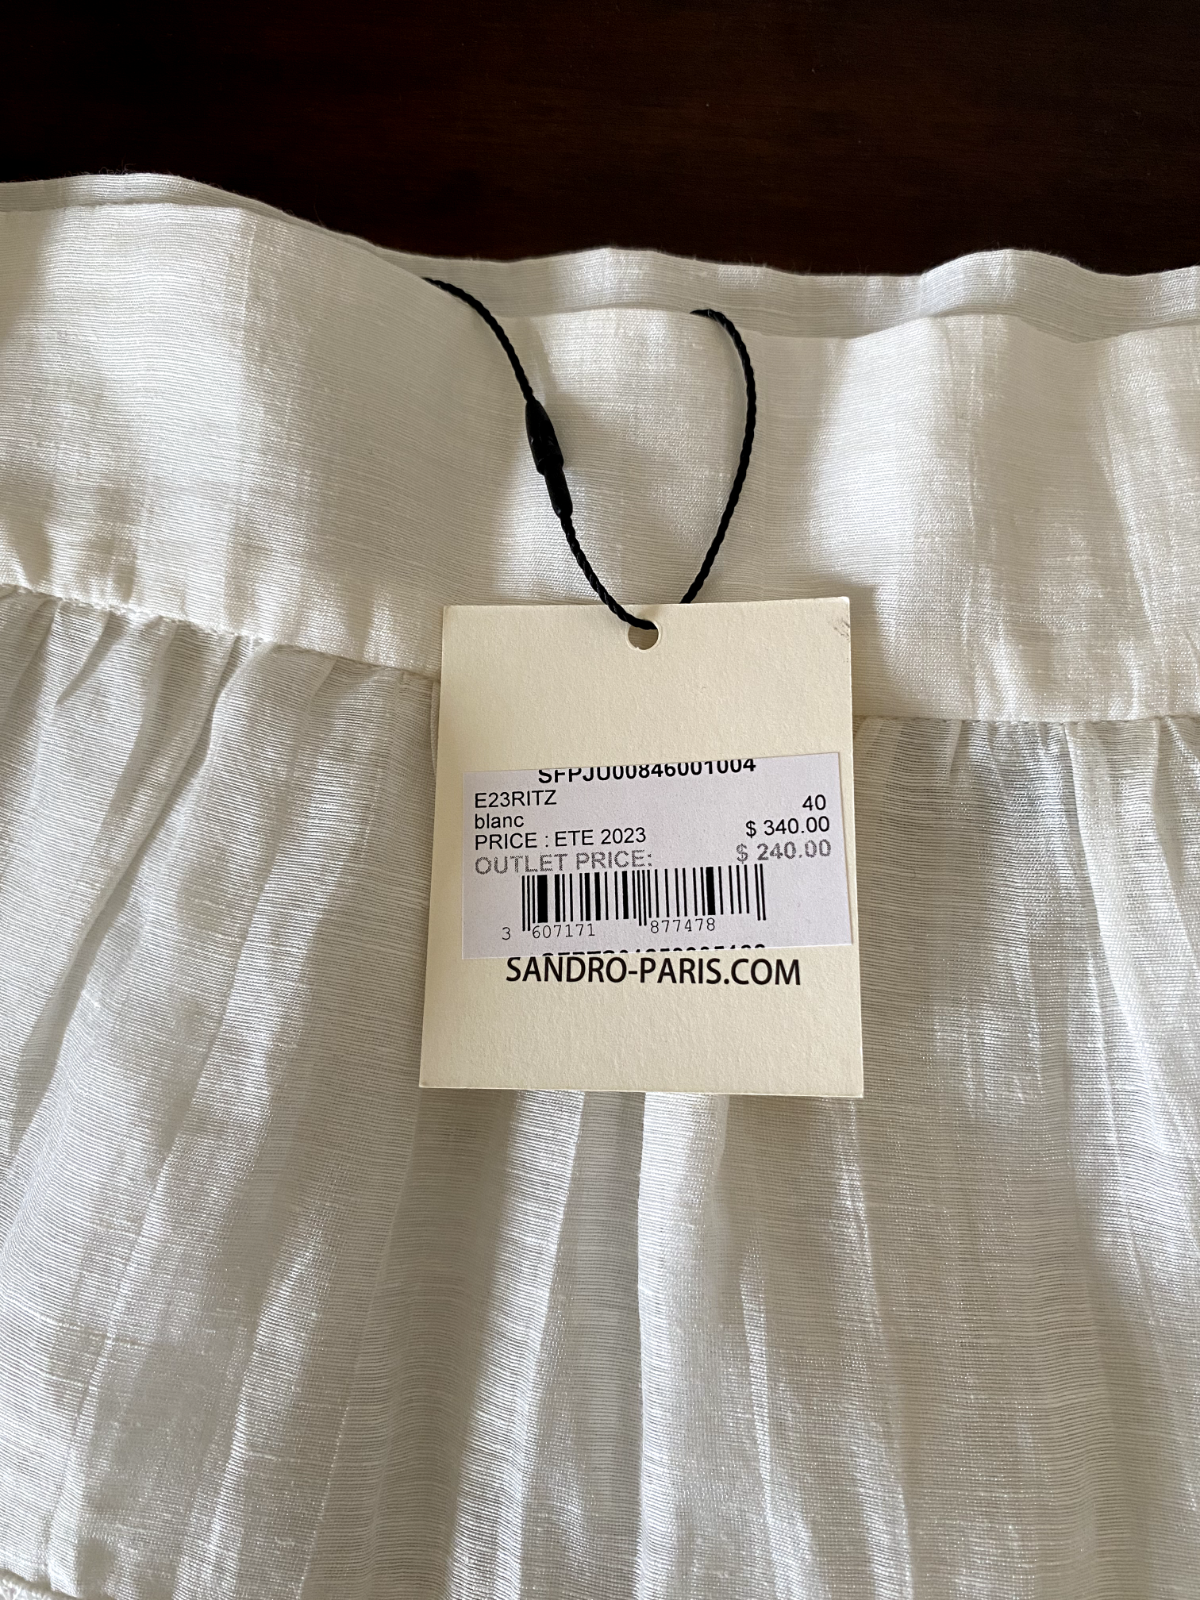 SFPJU00846001004
E23RITZ
40
blanc
$ 340.00
PRICE : ETE 2023
OUTLET PRICE:
$ 240.00
3 607171 877478
SANDRO-PARIS.COM